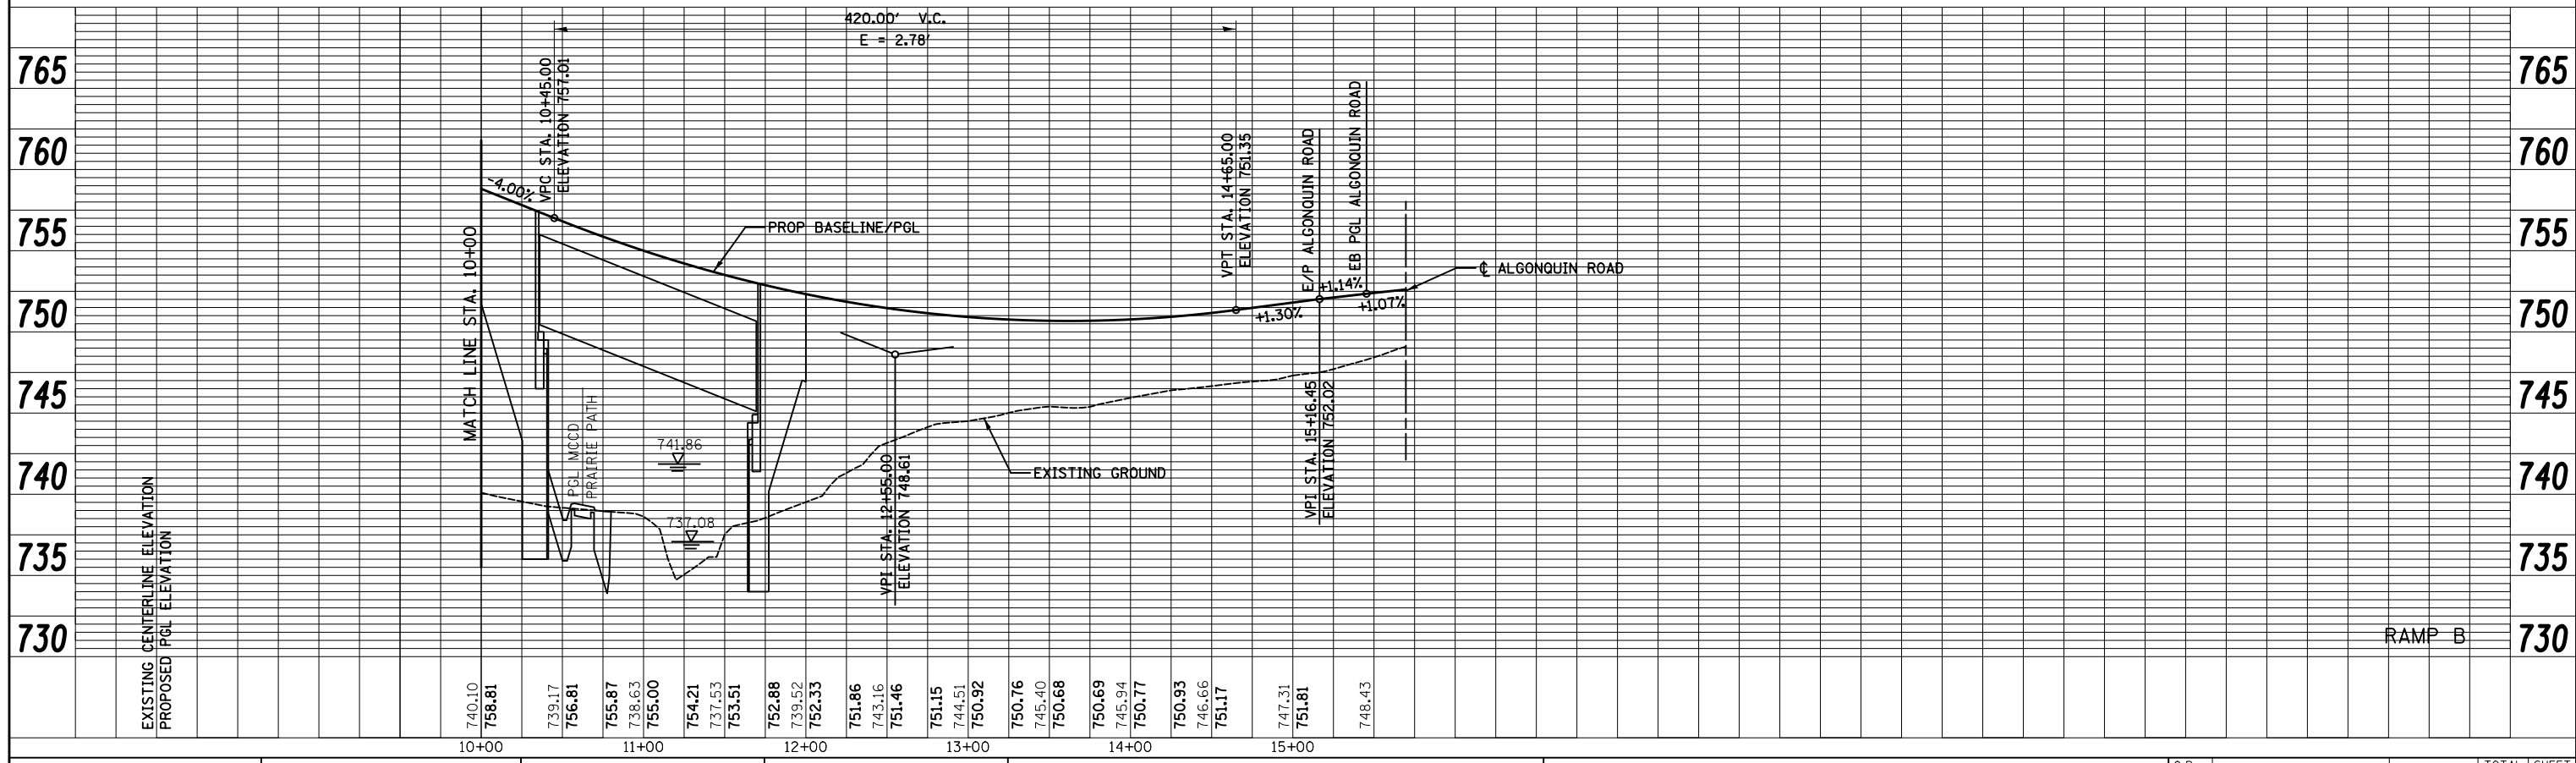 420.00' V.C.
E = 2.78'
765
765
760
760
755
755
750
750
745
745
740
740
735
735
730
730
VPC STA. 10+45.00
ELEVATION 757.01
-4.00%
MATCH LINE STA. 10+00
PROP BASELINE/PGL
VPT STA. 14+65.00
ELEVATION 751.35
E/P ALGONQUIN ROAD
EB PGL ALGONQUIN ROAD
℄ ALGONQUIN ROAD
+1.30%
+1.14%
+1.07%
PGL MCCD
PRAIRIE PATH
741.86
737.08
VPI STA. 12+55.00
ELEVATION 748.61
EXISTING GROUND
VPI STA. 15+16.45
ELEVATION 752.02
RAMP B
EXISTING CENTERLINE ELEVATION
PROPOSED PGL ELEVATION
740.10
758.81
739.17
756.81
755.87
738.63
755.00
754.21
737.53
753.51
752.88
739.52
752.33
751.86
743.16
751.46
751.15
744.51
750.92
750.76
745.40
750.68
750.69
745.94
750.77
750.93
746.66
751.17
747.31
751.81
748.43
10+00 11+00 12+00 13+00 14+00 15+00